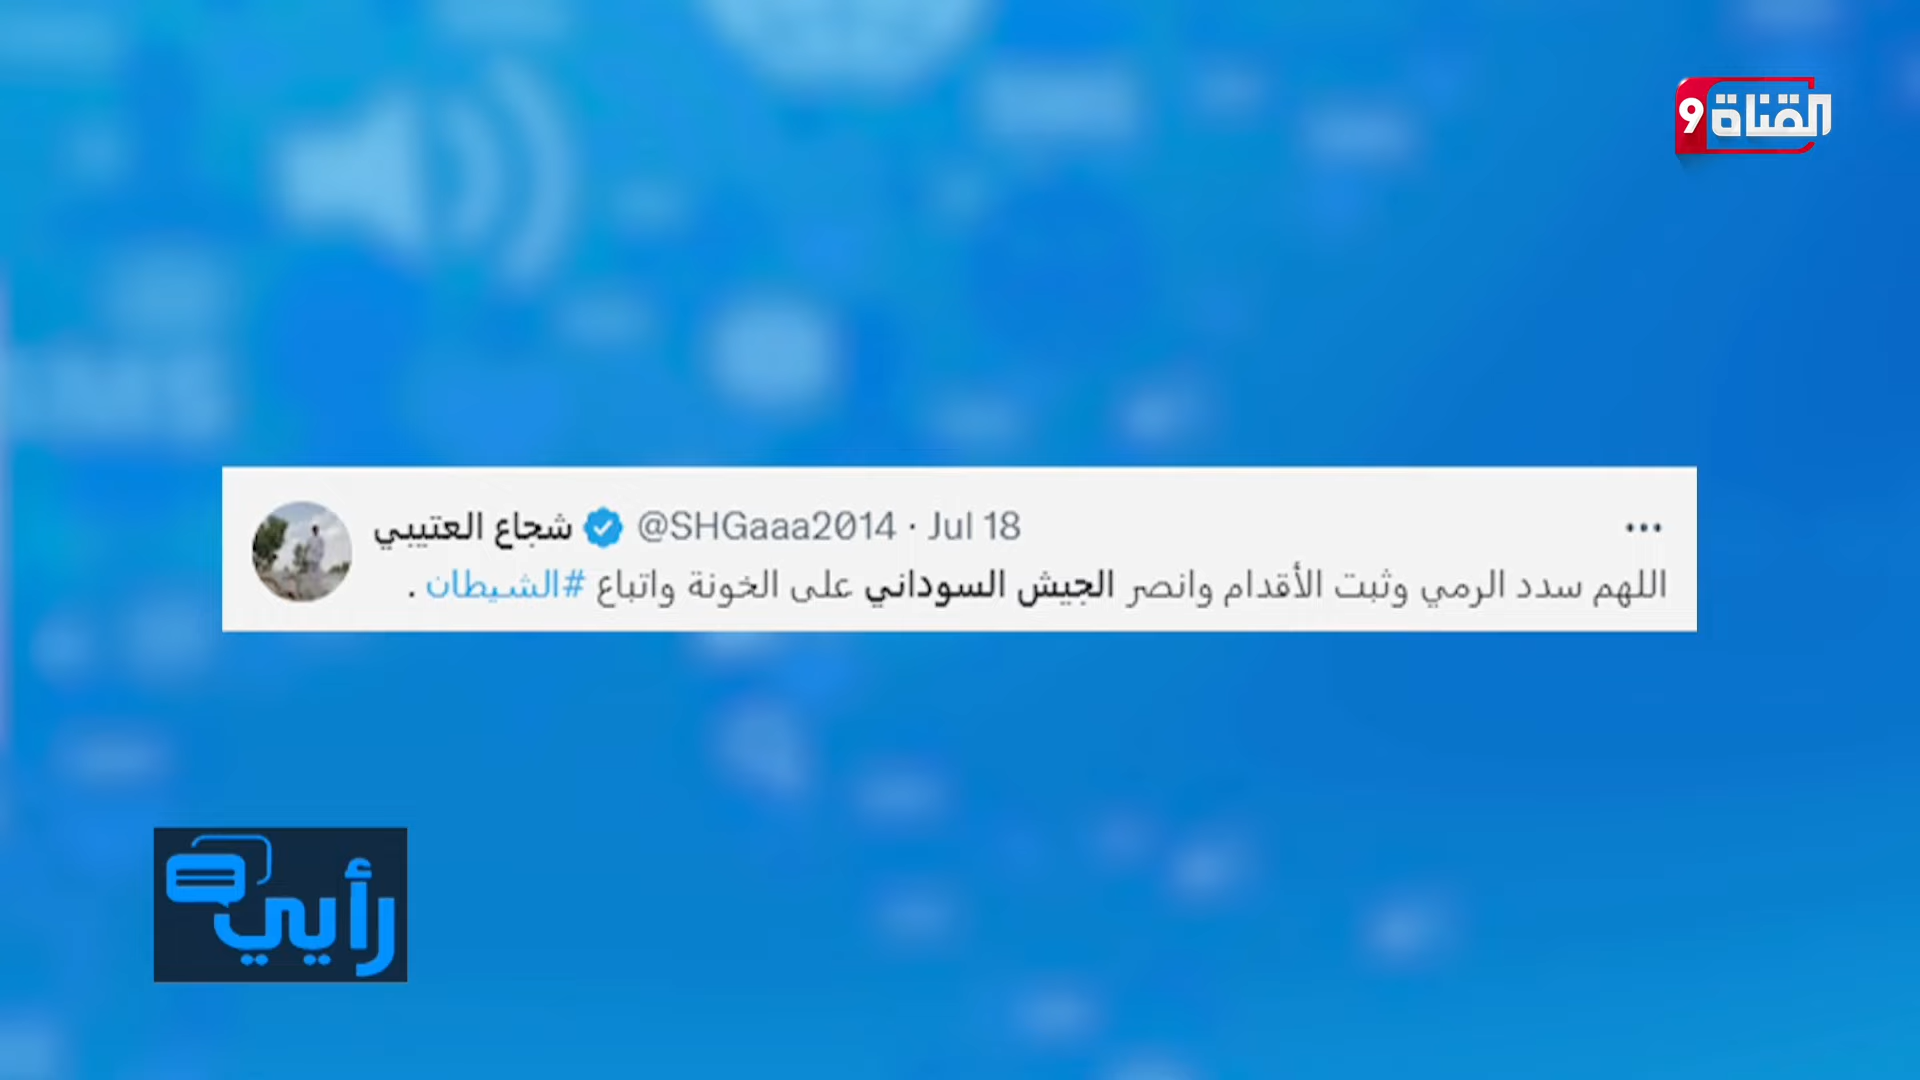 القناة 9
شجاع العتيبي @SHGaaa2014 · Jul 18
اللهم سدد الرمي وثبت الأقدام وانصر الجيش السوداني على الخونة واتباع #الشيطان .
رأيي